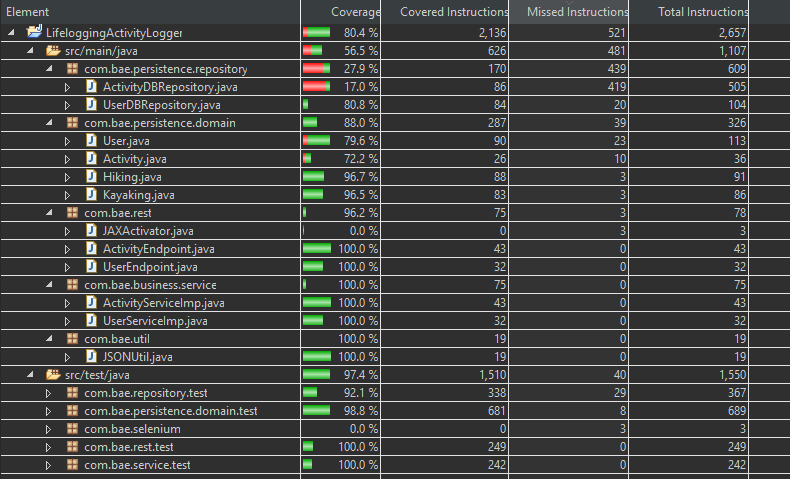 Element Coverage Covered Instructions Missed Instructions Total Instructions
LifeloggingActivityLogger 80.4 % 2,136 521 2,657
src/main/java 56.5 % 626 481 1,107
com.bae.persistence.repository 27.9 % 170 439 609
ActivityDBRepository.java 17.0 % 86 419 505
UserDBRepository.java 80.8 % 84 20 104
com.bae.persistence.domain 88.0 % 287 39 326
User.java 79.6 % 90 23 113
Activity.java 72.2 % 26 10 36
Hiking.java 96.7 % 88 3 91
Kayaking.java 96.5 % 83 3 86
com.bae.rest 96.2 % 75 3 78
JAXActivator.java 0.0 % 0 3 3
ActivityEndpoint.java 100.0 % 43 0 43
UserEndpoint.java 100.0 % 32 0 32
com.bae.business.service 100.0 % 75 0 75
ActivityServiceImp.java 100.0 % 43 0 43
UserServiceImp.java 100.0 % 32 0 32
com.bae.util 100.0 % 19 0 19
JSONUtil.java 100.0 % 19 0 19
src/test/java 97.4 % 1,510 40 1,550
com.bae.repository.test 92.1 % 338 29 367
com.bae.persistence.domain.test 98.8 % 681 8 689
com.bae.selenium 0.0 % 0 3 3
com.bae.rest.test 100.0 % 249 0 249
com.bae.service.test 100.0 % 242 0 242